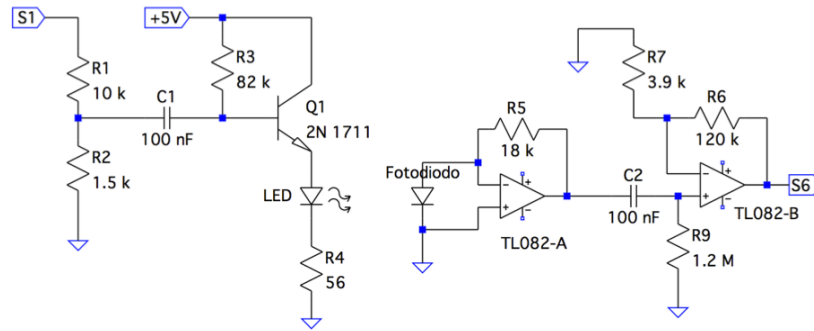 S1
+5V
R1
10 k
R3
82 k
C1
100 nF
Q1
2N 1711
R2
1.5 k
LED
R4
56
R7
3.9 k
R5
18 k
R6
120 k
Fotodiodo
−
+
+
−
TL082-A
C2
100 nF
−
+
+
−
S6
TL082-B
R9
1.2 M